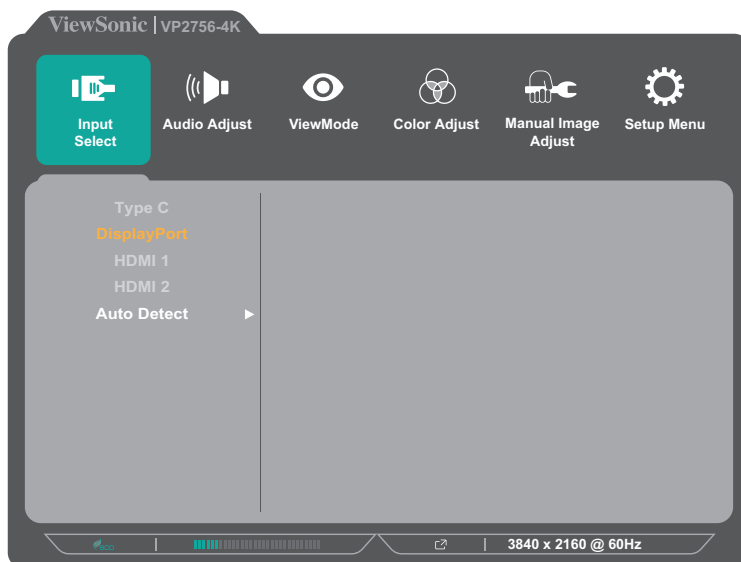 ViewSonic | VP2756-4K
Input Select
Audio Adjust
ViewMode
Color Adjust
Manual Image Adjust
Setup Menu
Type C
DisplayPort
HDMI 1
HDMI 2
Auto Detect
eco
3840 x 2160 @ 60Hz